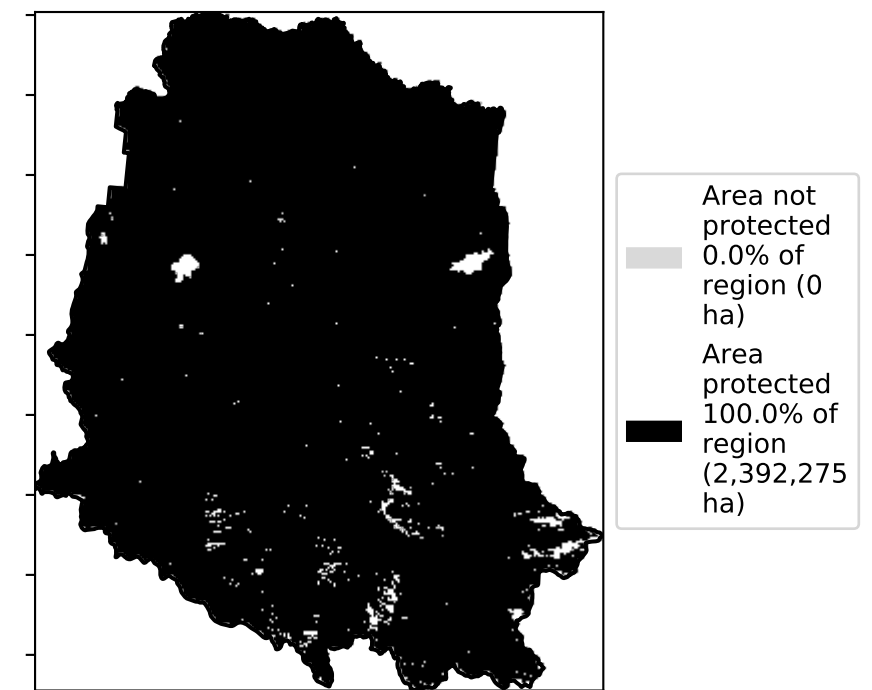 Area not
protected
0.0% of
region (0
ha)
Area
protected
100.0% of
region
(2,392,275
ha)